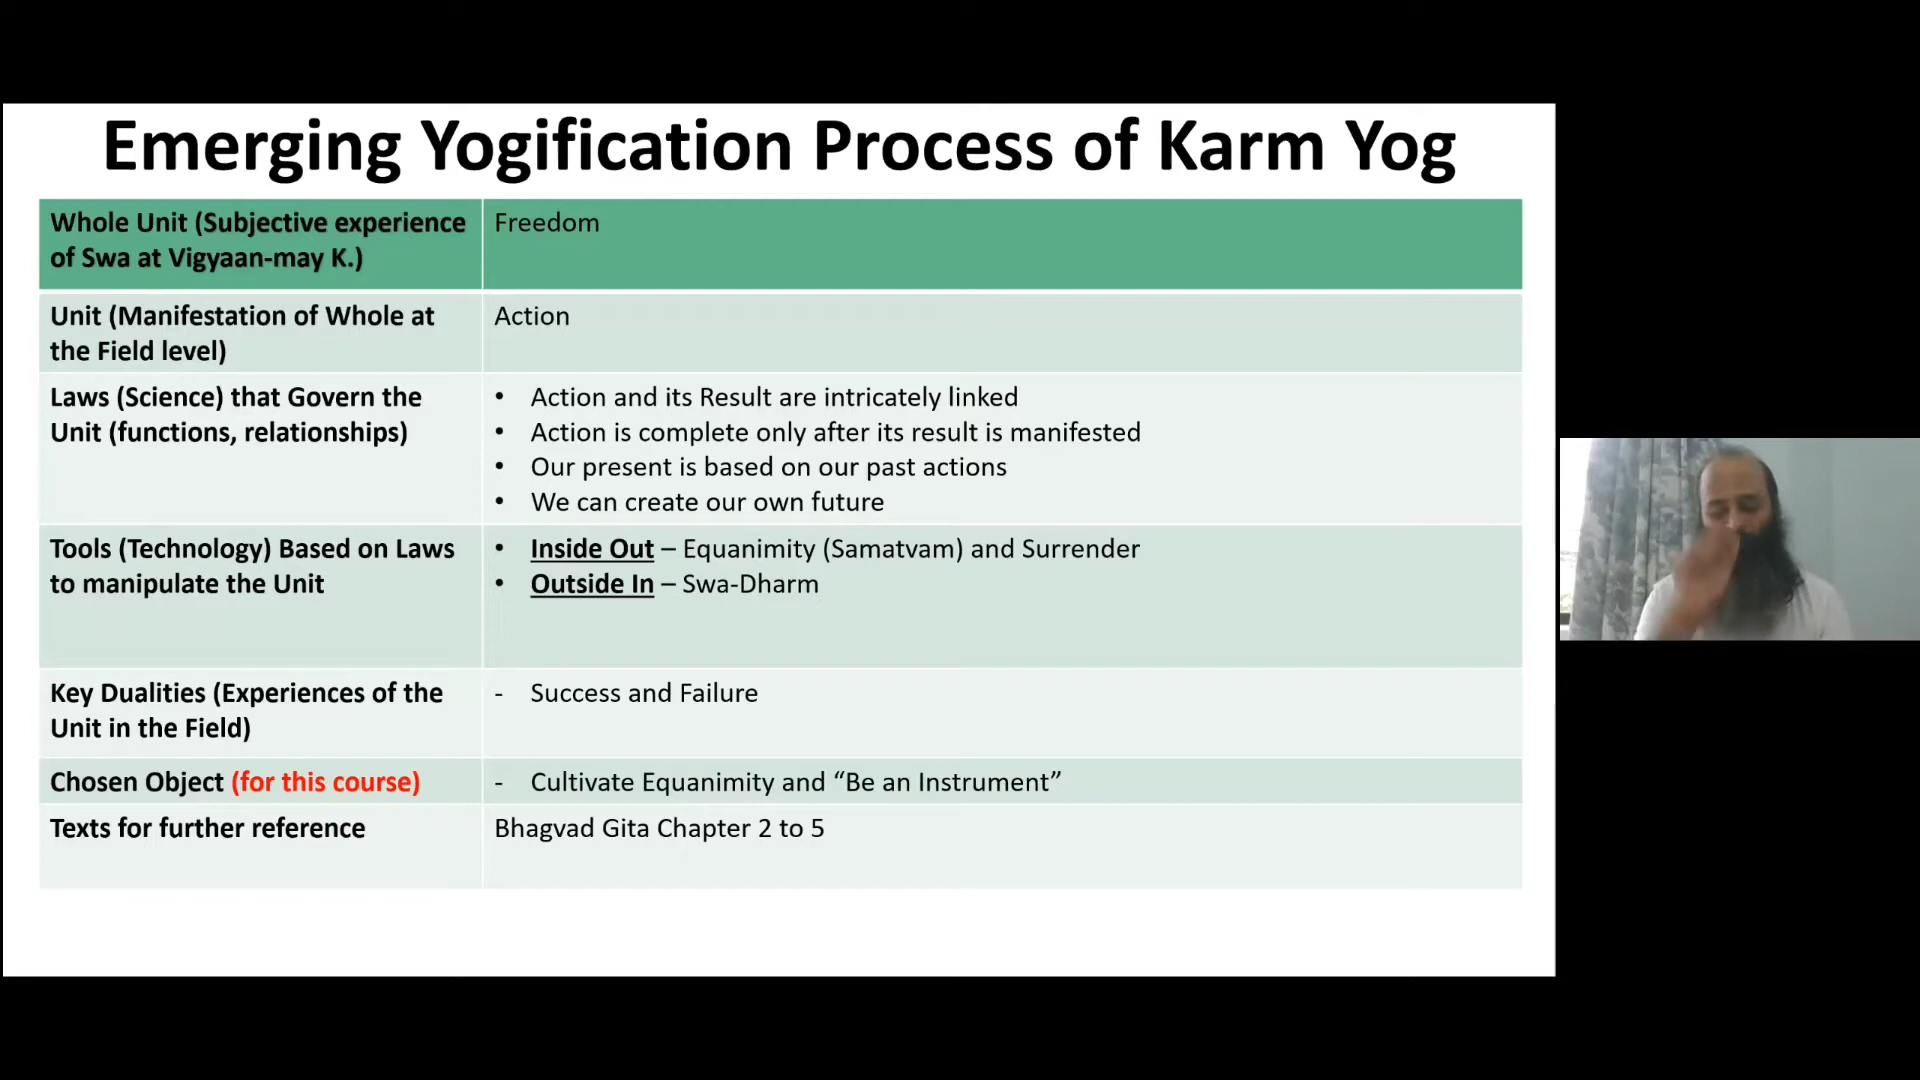 Emerging Yogification Process of Karm Yog
Whole Unit (Subjective experience
of Swa at Vigyaan-may K.)
Freedom
Unit (Manifestation of Whole at
the Field level)
Action
Laws (Science) that Govern the
Unit (functions, relationships)
• Action and its Result are intricately linked
• Action is complete only after its result is manifested
• Our present is based on our past actions
• We can create our own future
Tools (Technology) Based on Laws
to manipulate the Unit
• Inside Out – Equanimity (Samatvam) and Surrender
• Outside In – Swa-Dharm
Key Dualities (Experiences of the
Unit in the Field)
- Success and Failure
Chosen Object (for this course)
- Cultivate Equanimity and “Be an Instrument”
Texts for further reference
Bhagvad Gita Chapter 2 to 5